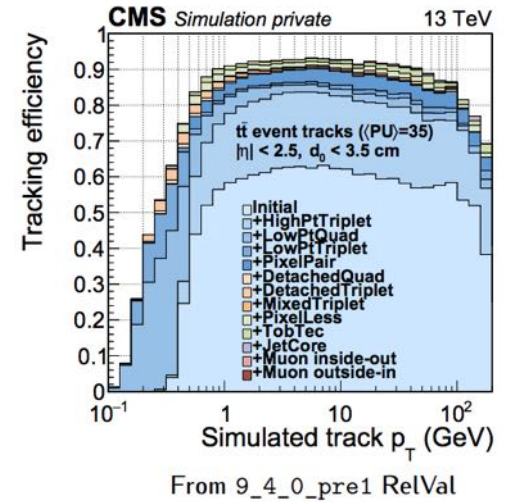 CMS Simulation private 13 TeV
Tracking efficiency
1
0.9
0.8
0.7
0.6
0.5
0.4
0.3
0.2
0.1
0
tt̄ event tracks (⟨PU⟩=35)
|η| < 2.5, d₀ < 3.5 cm
Initial
+HighPtTriplet
+LowPtQuad
+LowPtTriplet
+PixelPair
+DetachedQuad
+DetachedTriplet
+MixedTriplet
+PixelLess
+TobTec
+JetCore
+Muon inside-out
+Muon outside-in
10⁻¹ 1 10 10²
Simulated track p_T (GeV)
From 9_4_0_pre1 RelVal